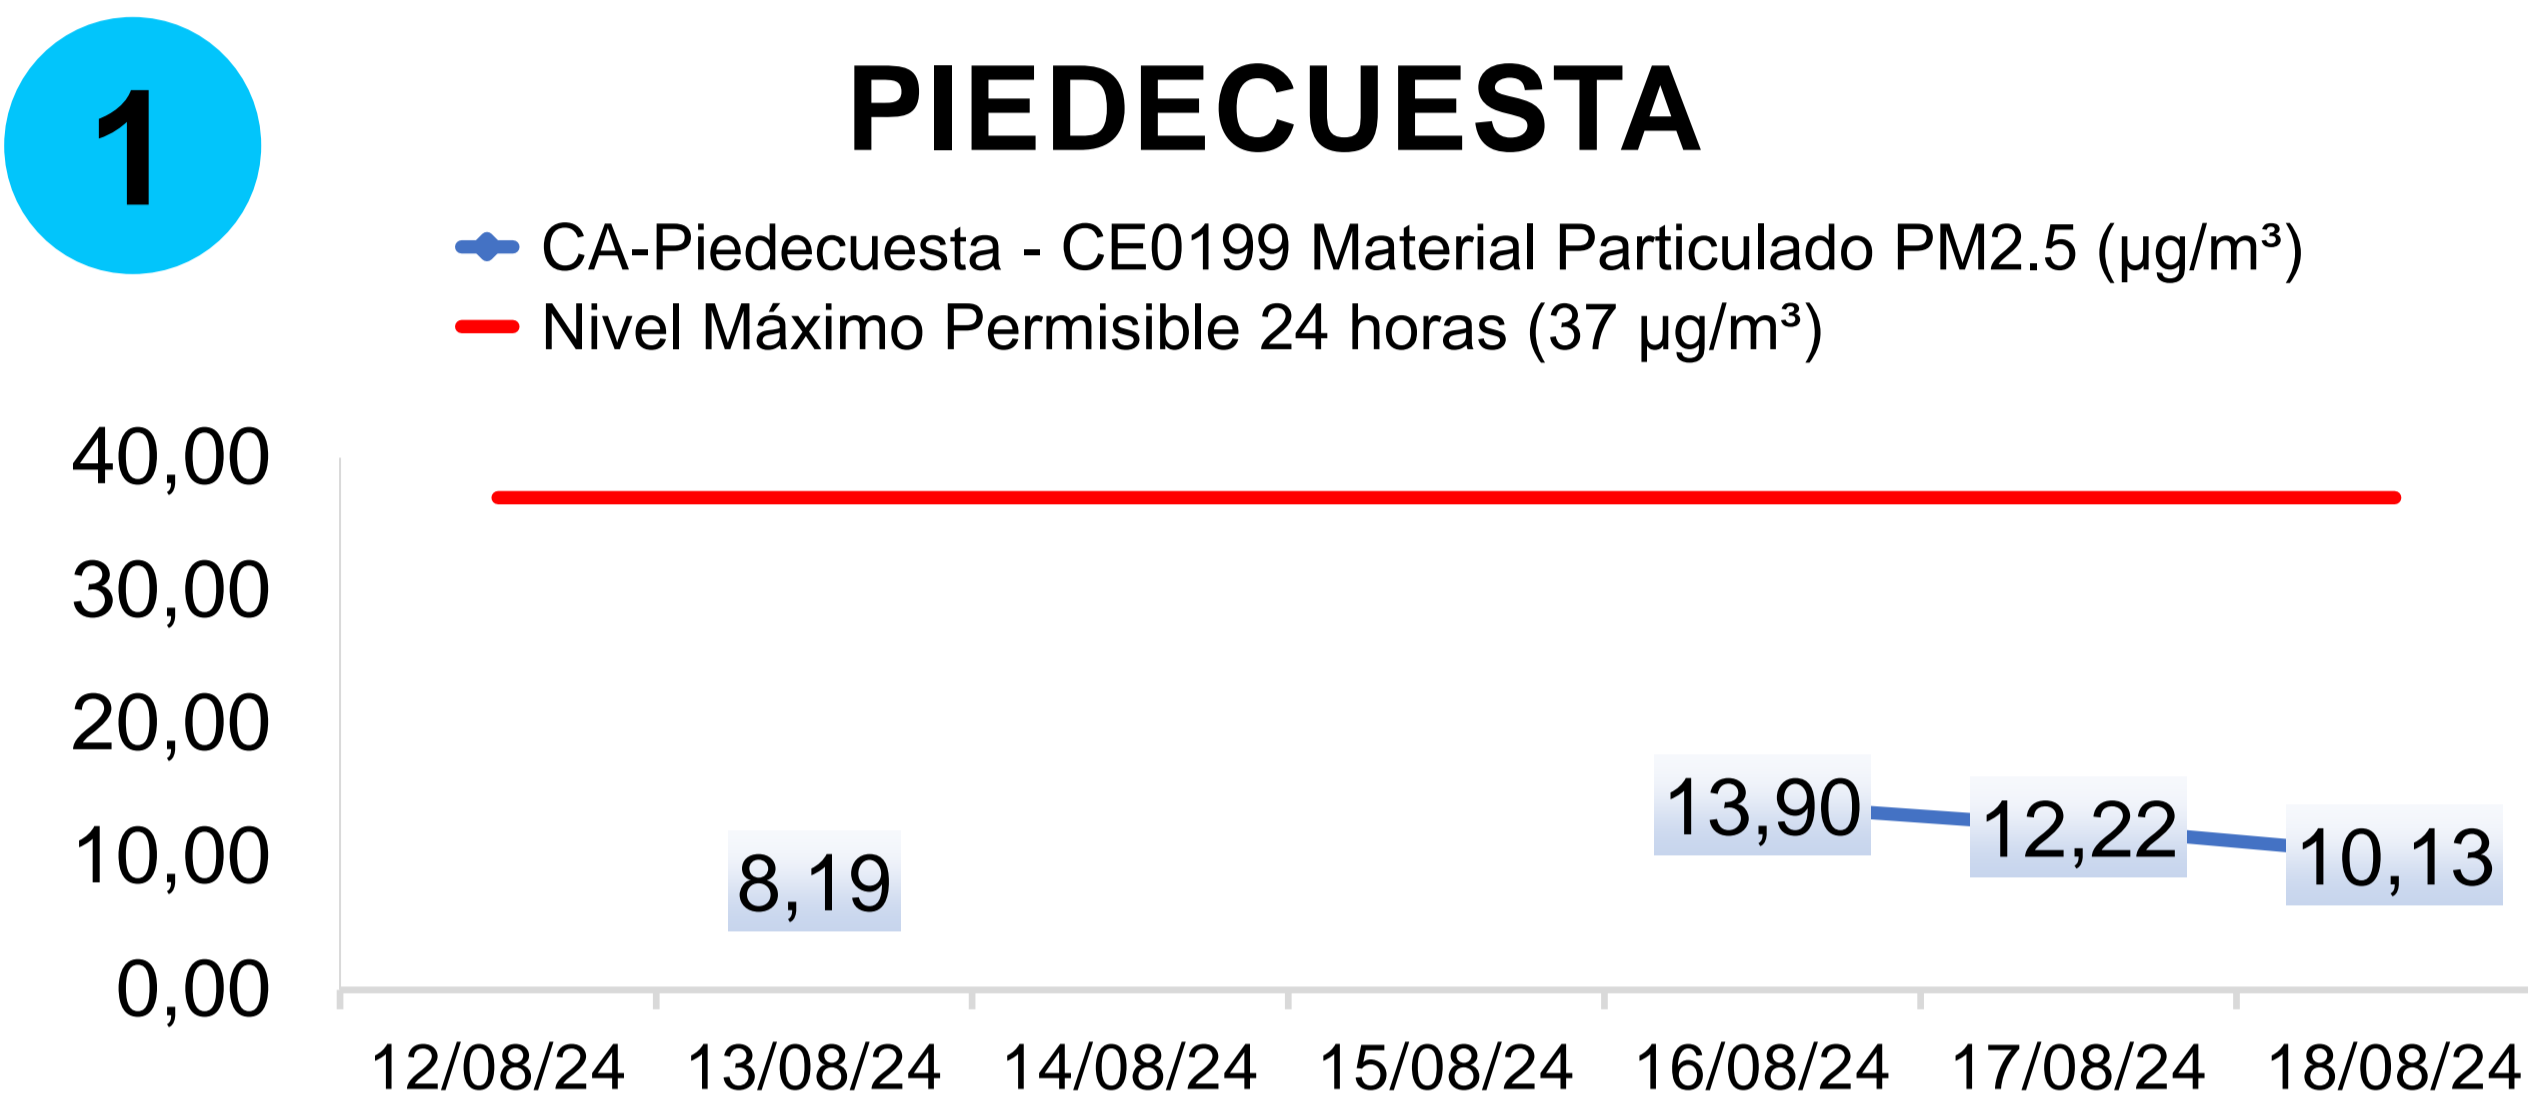 1
PIEDECUESTA
CA-Piedecuesta - CE0199 Material Particulado PM2.5 (µg/m³)
Nivel Máximo Permisible 24 horas (37 µg/m³)
40,00
30,00
20,00
10,00
0,00
8,19
13,90
12,22
10,13
12/08/24 13/08/24 14/08/24 15/08/24 16/08/24 17/08/24 18/08/24